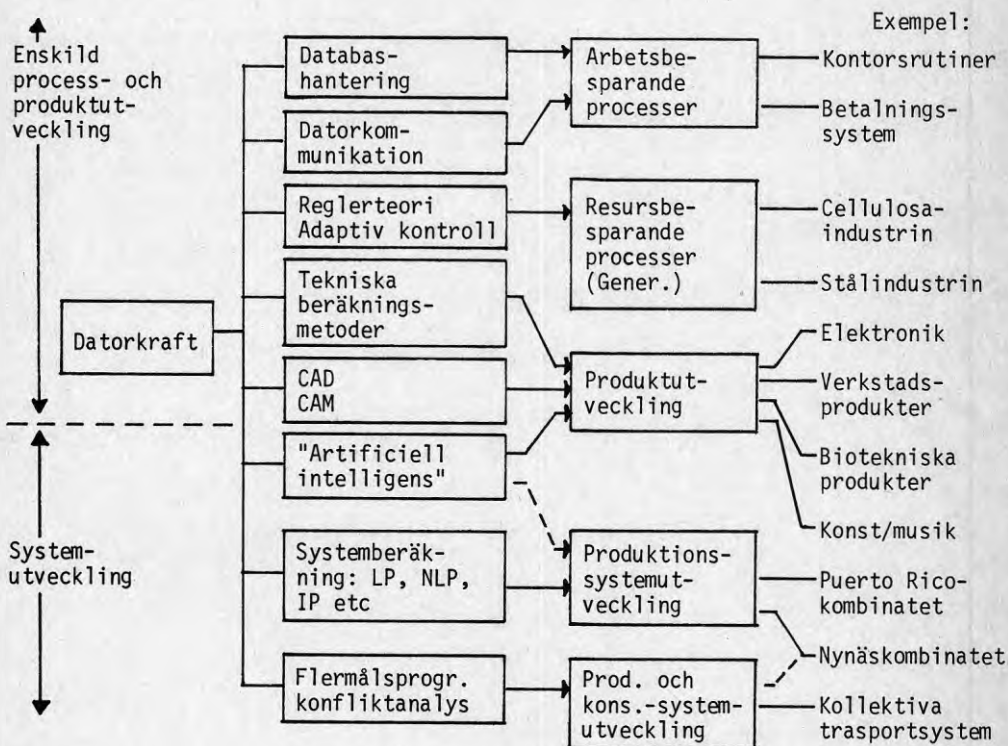 Exempel:
Enskild
process- och
produktut-
veckling
System-
utveckling
Datorkraft
Databas-
hantering
Datorkom-
munikation
Reglerteori
Adaptiv kontroll
Tekniska
beräknings-
metoder
CAD
CAM
"Artificiell
intelligens"
Systemberäk-
ning: LP, NLP,
IP etc
Flermålsprogr.
konfliktanalys
Arbetsbe-
sparande
processer
Resursbe-
sparande
processer
(Gener.)
Produktut-
veckling
Produktions-
systemut-
veckling
Prod. och
kons.-system-
utveckling
Kontorsrutiner
Betalnings-
system
Cellulosa-
industrin
Stålindustrin
Elektronik
Verkstads-
produkter
Biotekniska
produkter
Konst/musik
Puerto Rico-
kombinatet
Nynäskombinatet
Kollektiva
trasportsystem